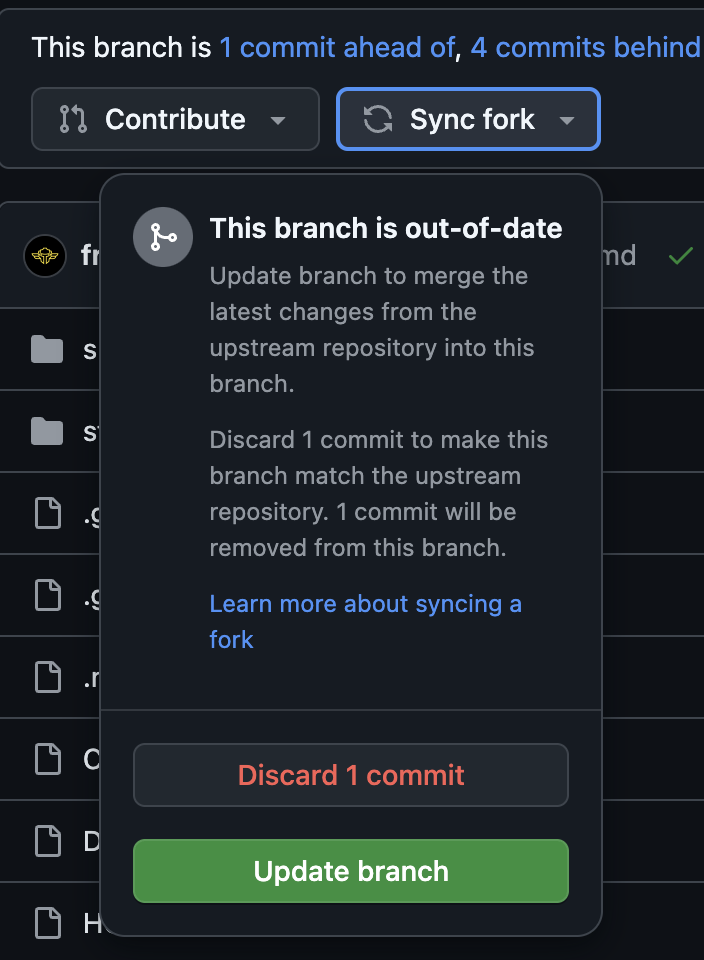 This branch is 1 commit ahead of, 4 commits behind
Contribute
Sync fork
This branch is out-of-date
Update branch to merge the
latest changes from the
upstream repository into this
branch.
Discard 1 commit to make this
branch match the upstream
repository. 1 commit will be
removed from this branch.
Learn more about syncing a
fork
Discard 1 commit
Update branch